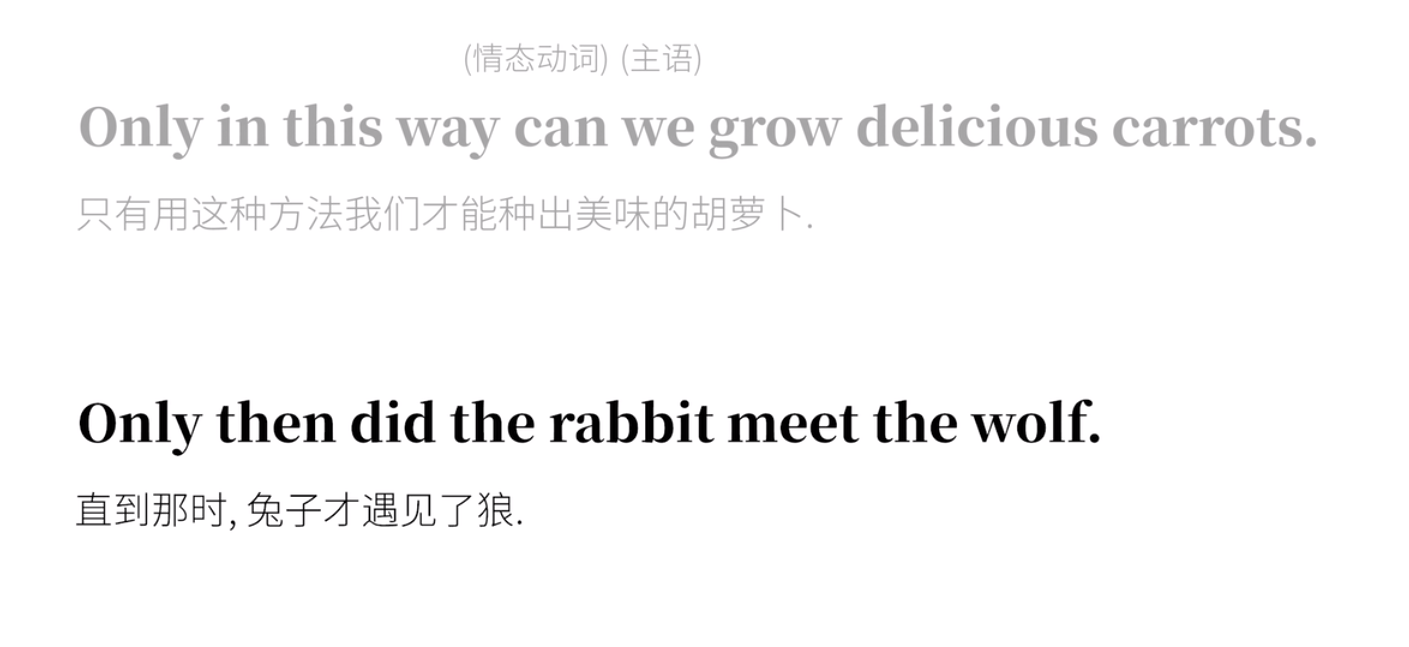 (情态动词) (主语)
Only in this way can we grow delicious carrots.
只有用这种方法我们才能种出美味的胡萝卜.
Only then did the rabbit meet the wolf.
直到那时, 兔子才遇见了狼.